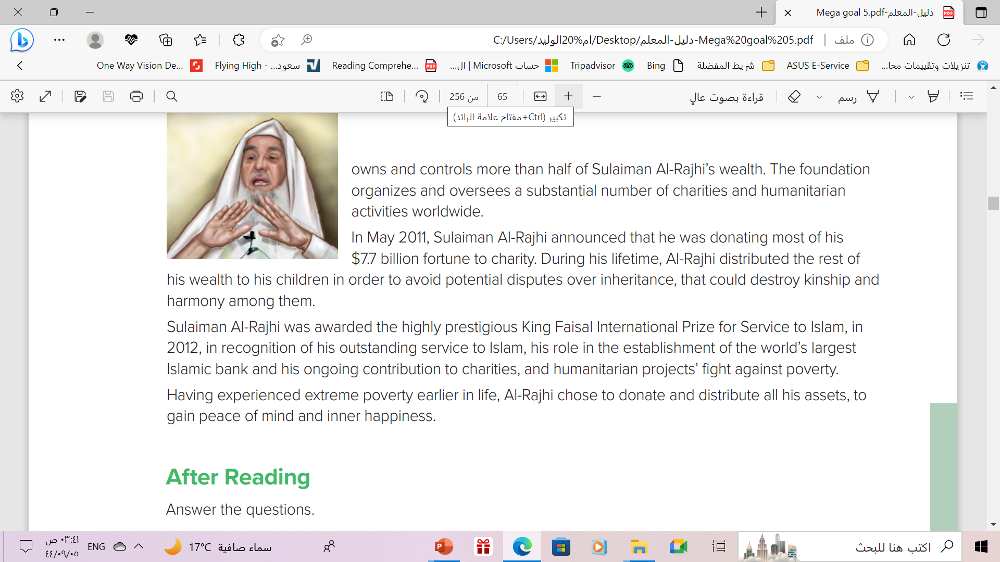 دليل-المعلم-Mega goal 5.pdf
C:/Users/ام%20الوليد/Desktop/دليل-المعلم-Mega%20goal%205.pdf
ملف
One Way Vision De...
Flying High - سعود...
Reading Comprehe...
حساب Microsoft | ال...
Tripadvisor
Bing
شريط المفضلة
ASUS E-Service
تنزيلات وتقييمات مجا...
65
من 256
قراءة بصوت عالٍ
رسم
تكبير (Ctrl+مفتاح علامة الزائد)
owns and controls more than half of Sulaiman Al-Rajhi’s wealth. The foundation
organizes and oversees a substantial number of charities and humanitarian
activities worldwide.
In May 2011, Sulaiman Al-Rajhi announced that he was donating most of his
$7.7 billion fortune to charity. During his lifetime, Al-Rajhi distributed the rest of
his wealth to his children in order to avoid potential disputes over inheritance, that could destroy kinship and
harmony among them.
Sulaiman Al-Rajhi was awarded the highly prestigious King Faisal International Prize for Service to Islam, in
2012, in recognition of his outstanding service to Islam, his role in the establishment of the world’s largest
Islamic bank and his ongoing contribution to charities, and humanitarian projects’ fight against poverty.
Having experienced extreme poverty earlier in life, Al-Rajhi chose to donate and distribute all his assets, to
gain peace of mind and inner happiness.
After Reading
Answer the questions.
٠٣:٤١ ص
٤٤/٠٩/٠٥
ENG
17°C سماء صافية
اكتب هنا للبحث